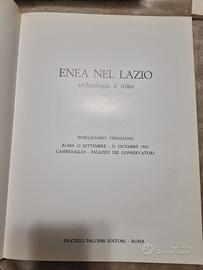 ENEA NEL LAZIO
archeologia e mito
BIMILLENARIO VIRGILIANO
ROMA 22 SETTEMBRE - 31 DICEMBRE 1981
CAMPIDOGLIO - PALAZZO DEI CONSERVATORI
FRATELLI PALOMBI EDITORI - ROMA
subito